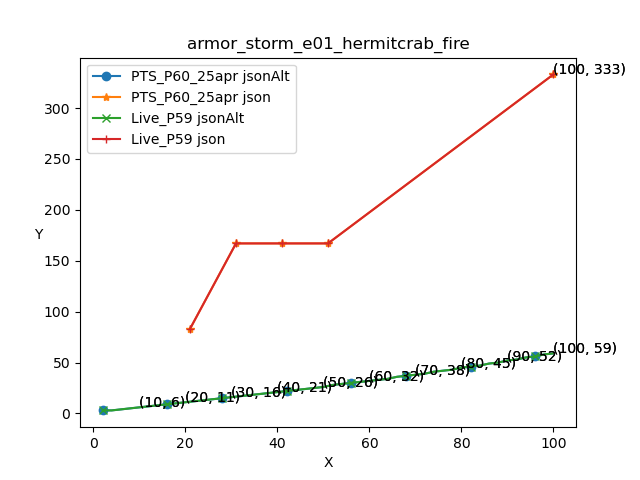 armor_storm_e01_hermitcrab_fire
PTS_P60_25apr jsonAlt
PTS_P60_25apr json
Live_P59 jsonAlt
Live_P59 json
(100, 333)
300
250
200
Y
150
100
50
0
(100, 59)
(90, 52)
(80, 45)
(70, 38)
(60, 32)
(50, 26)
(40, 21)
(30, 16)
(20, 11)
(10, 6)
0 20 40 60 80 100
X